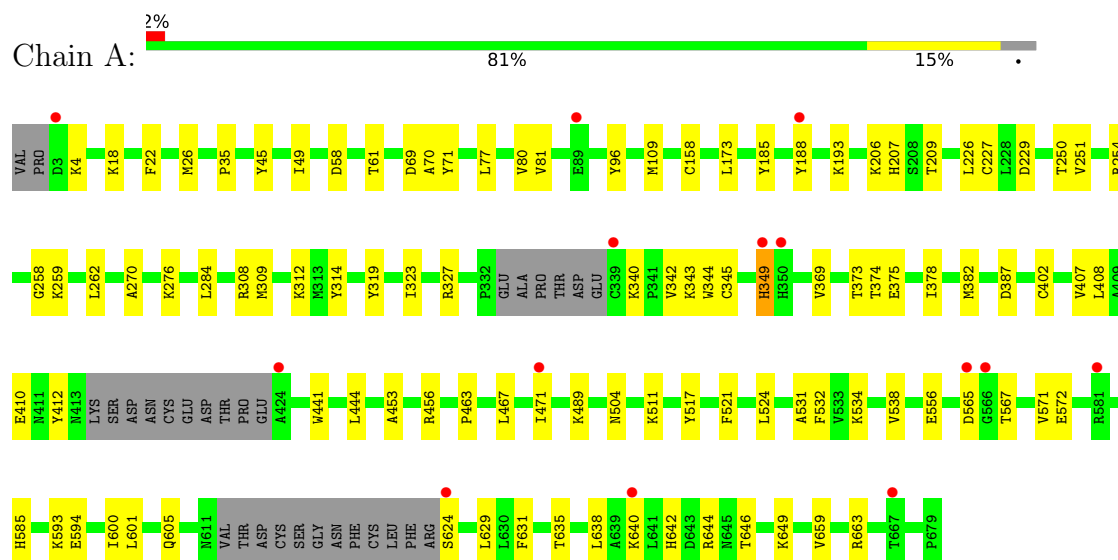 2%
Chain A:
81% 15% •
VAL PRO D3 K4 K18 F22 M26 P35 Y45 I49 D58 T61 D69 A70 Y71 L77 V80 V81 E89 Y96 M109 C158 L173 Y185 Y188 K193 K206 H207 S208 T209 L226 C227 L228 D229 T250 V251
G258 K259 L262 A270 K276 L284 R308 M309 K312 M313 Y314 Y319 I323 R327 P332 GLU ALA PRO THR ASP GLU C339 K340 P341 V342 K343 W344 C345 H349 H350 V369 T373 T374 E375 I378 M382 D387 C402 V407 L408
E410 N411 Y412 N413 LYS SER ASP ASN CYS GLU ASP THR PRO GLU A424 W441 L444 A453 R456 P463 L467 I471 K489 N504 K511 Y517 F521 L524 A531 F532 V533 K534 V538 E556 D565 G566 T567 V571 E572 R581
H585 K593 E594 I600 L601 Q605 N611 VAL THR ASP CYS SER GLY ASN PHE CYS LEU PHE ARG S624 L629 L630 F631 T635 L638 A639 K640 L641 H642 D643 R644 N645 T646 K649 V659 R663 T667 P679